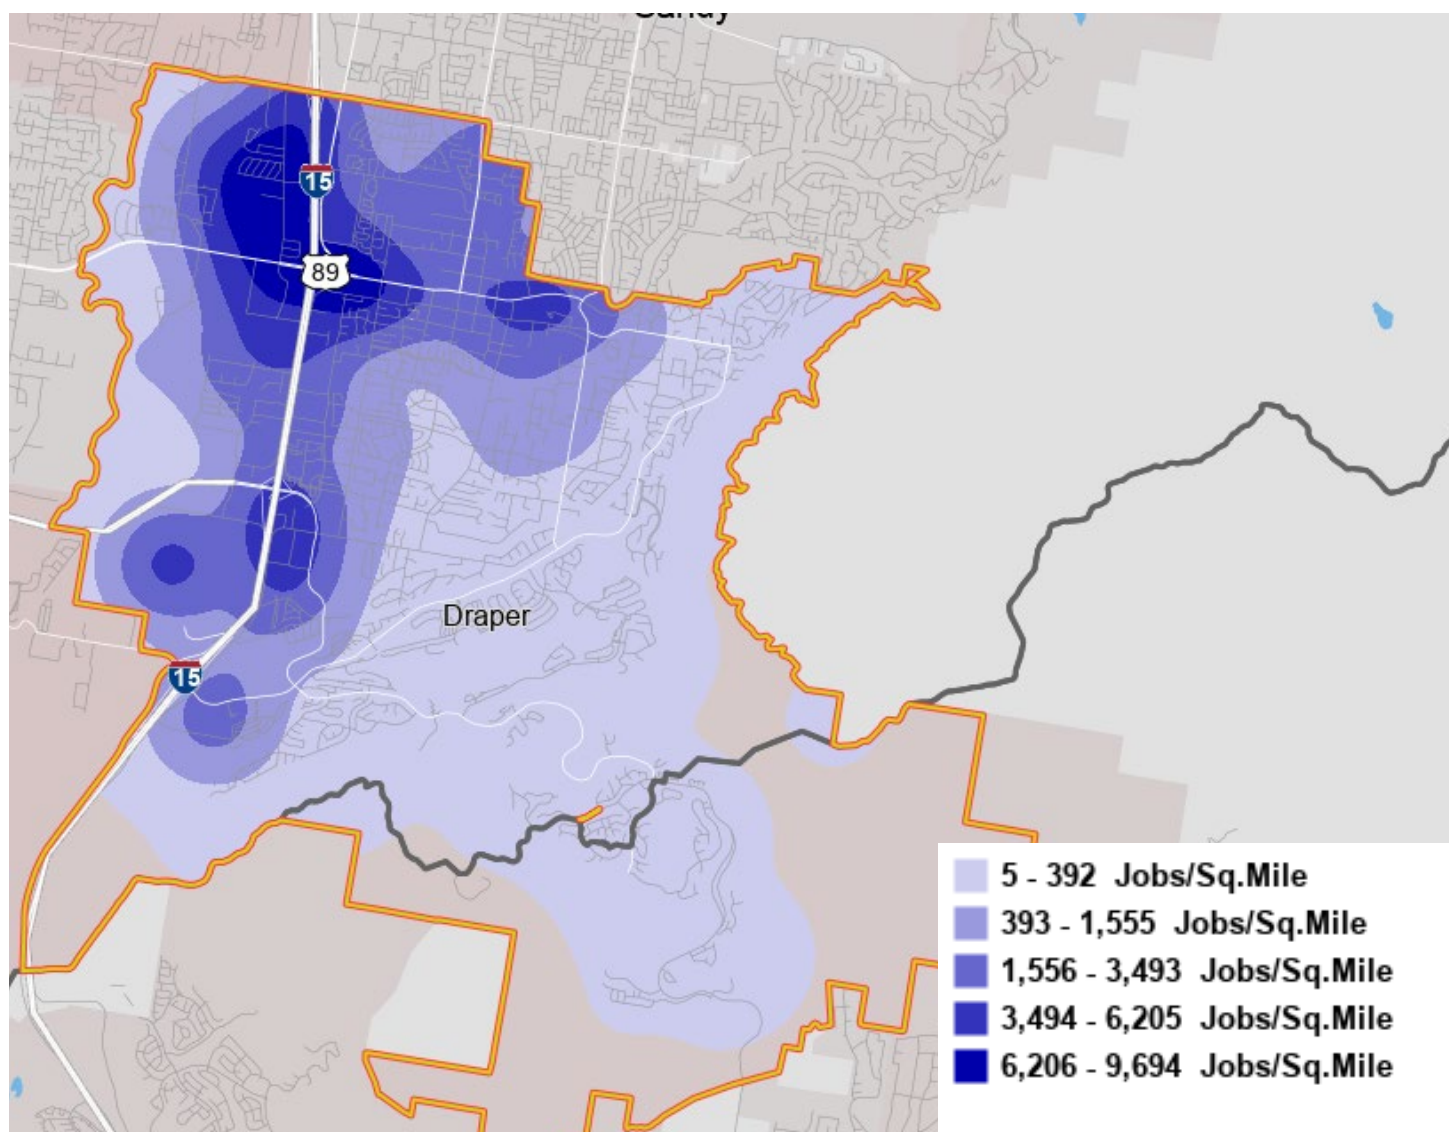 Sandy
15
89
Draper
15
5 - 392 Jobs/Sq.Mile
393 - 1,555 Jobs/Sq.Mile
1,556 - 3,493 Jobs/Sq.Mile
3,494 - 6,205 Jobs/Sq.Mile
6,206 - 9,694 Jobs/Sq.Mile